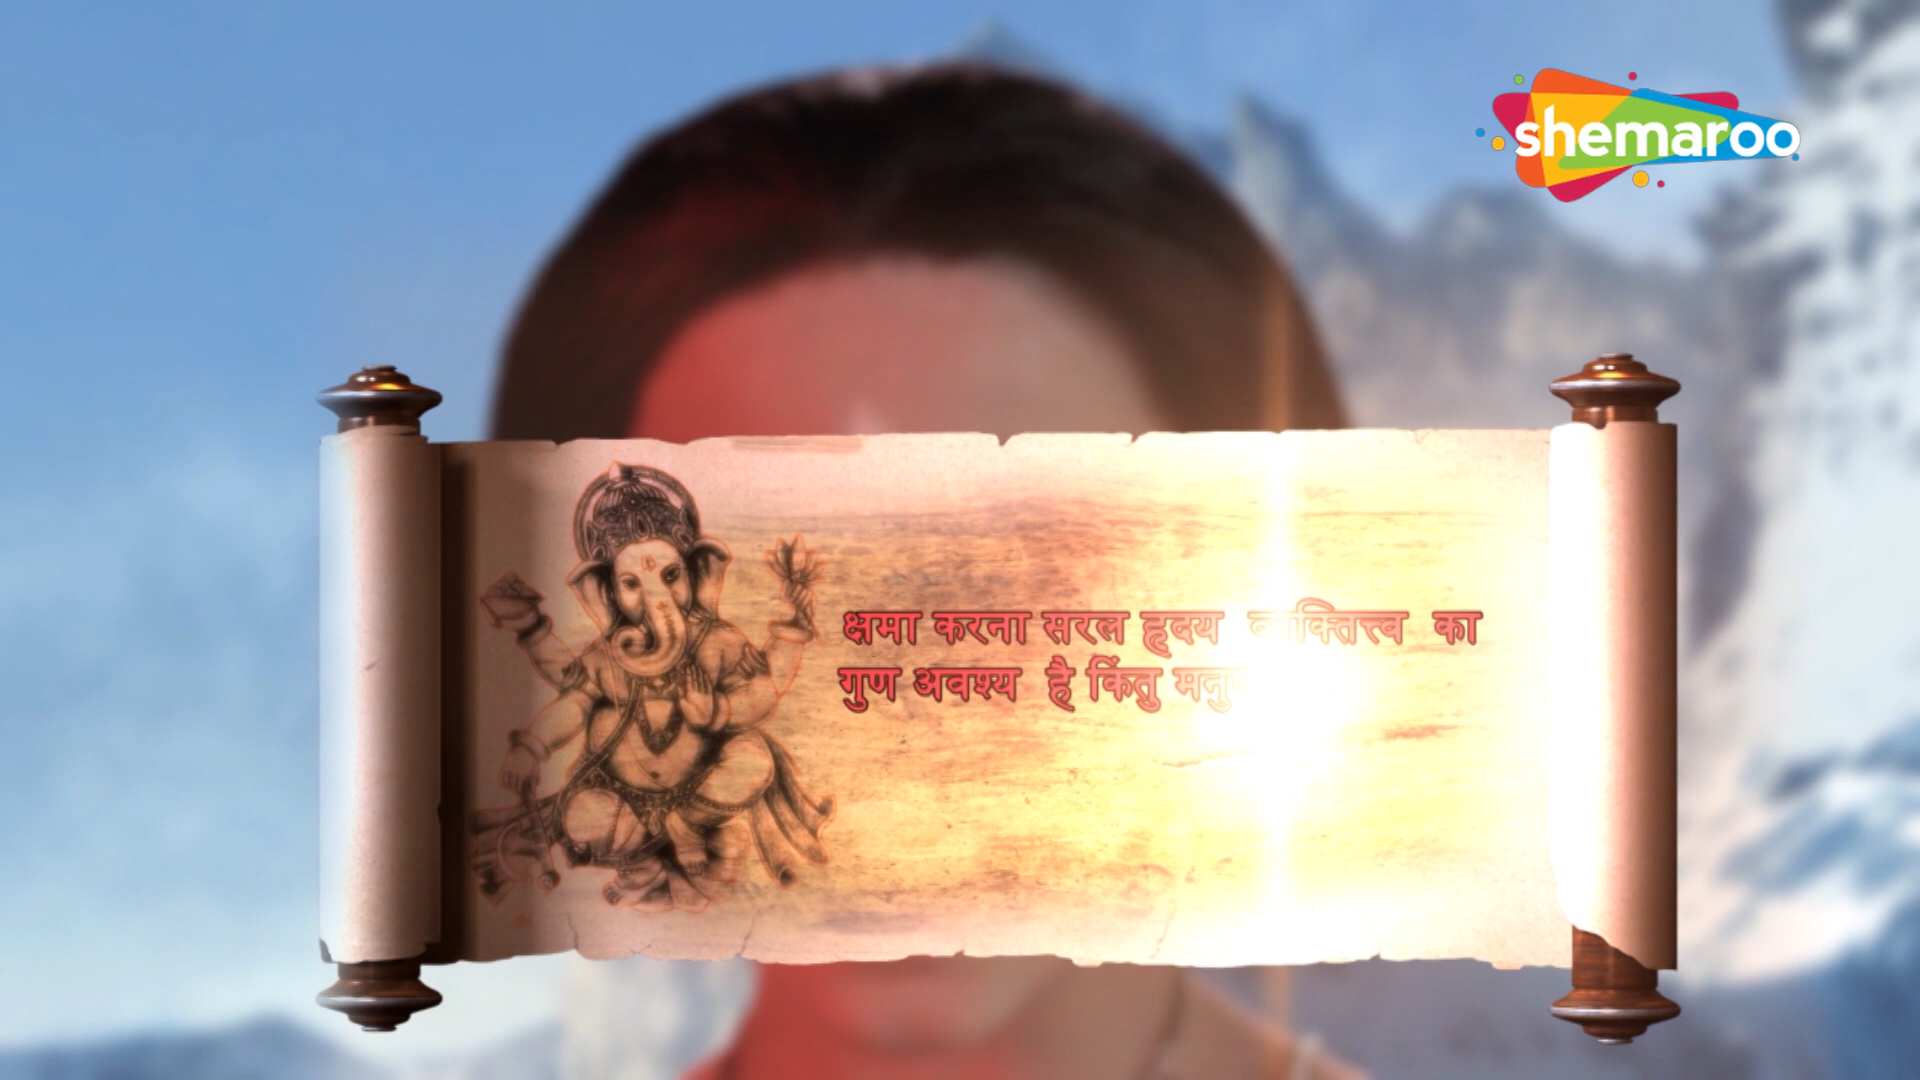 shemaroo
क्षमा करना सरल हृदय का
गुण अवश्य है किंतु